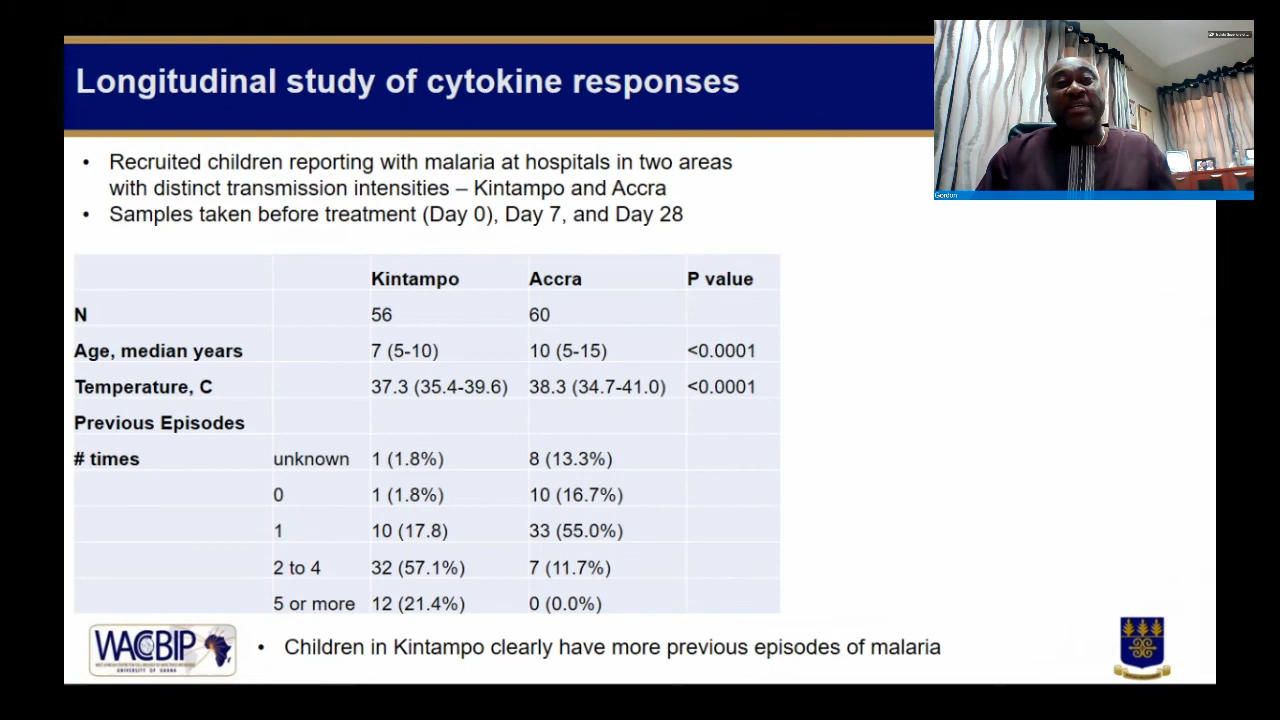 Longitudinal study of cytokine responses
Gordon
• Recruited children reporting with malaria at hospitals in two areas
with distinct transmission intensities – Kintampo and Accra
• Samples taken before treatment (Day 0), Day 7, and Day 28
Kintampo Accra P value
N 56 60
Age, median years 7 (5-10) 10 (5-15) <0.0001
Temperature, C 37.3 (35.4-39.6) 38.3 (34.7-41.0) <0.0001
Previous Episodes
# times unknown 1 (1.8%) 8 (13.3%)
0 1 (1.8%) 10 (16.7%)
1 10 (17.8) 33 (55.0%)
2 to 4 32 (57.1%) 7 (11.7%)
5 or more 12 (21.4%) 0 (0.0%)
WACCBIP
UNIVERSITY OF GHANA
• Children in Kintampo clearly have more previous episodes of malaria